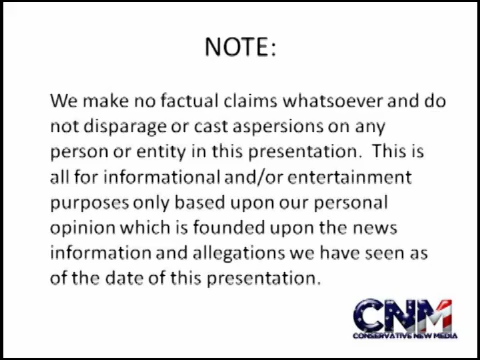 NOTE:
We make no factual claims whatsoever and do
not disparage or cast aspersions on any
person or entity in this presentation.  This is
all for informational and/or entertainment
purposes only based upon our personal
opinion which is founded upon the news
information and allegations we have seen as
of the date of this presentation.
CNM
CONSERVATIVE NEW MEDIA